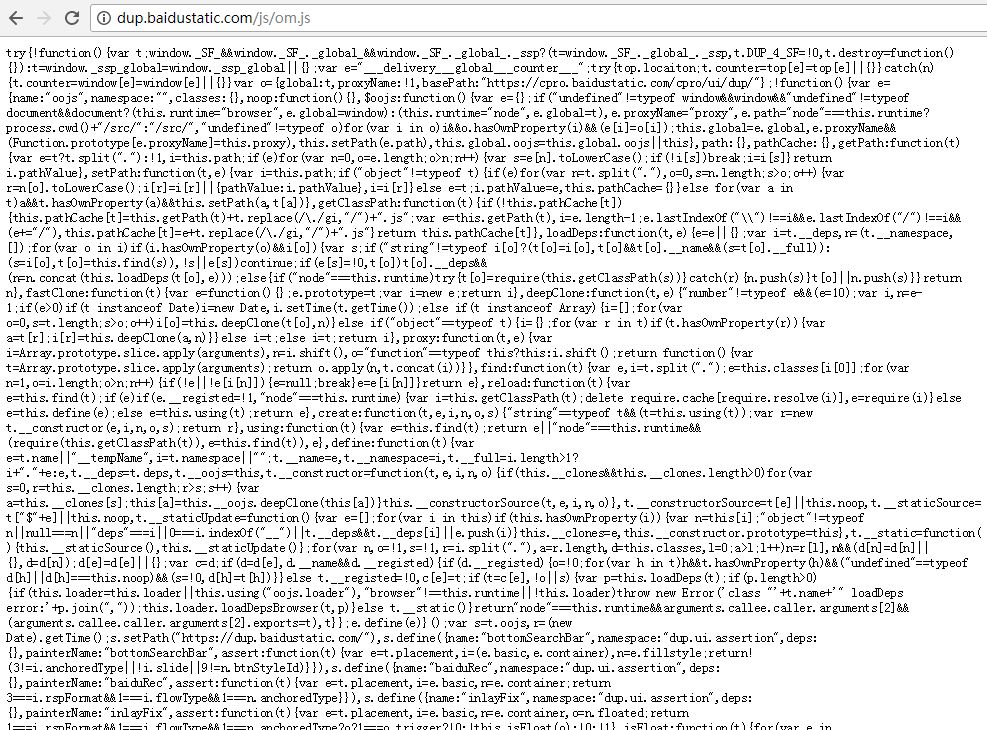 dup.baidustatic.com/js/om.js
try{!function(){var t;window._SF_&&window._SF_._global_&&window._SF_._global_._ssp?(t=window._SF_._global_._ssp,t.DUP_4_SF=!0,t.destroy=function()
{}):t=window._ssp_global=window._ssp_global||{};var e="___delivery___global___counter___";try{top.locaiton;t.counter=top[e]=top[e]||{}}catch(n)
{t.counter=window[e]=window[e]||{}}var o={global:t,proxyName:!1,basePath:"https://cpro.baidustatic.com/cpro/ui/dup/"};!function(){var e=
{name:"oojs",namespace:"",classes:{},noop:function(){},$oojs:function(){var e={};if("undefined"!=typeof window&&window&&"undefined"!=typeof
document&&document?(this.runtime="browser",e.global=window):(this.runtime="node",e.global=t),e.proxyName="proxy",e.path="node"===this.runtime?
process.cwd()+"/src/":"/src/","undefined"!=typeof o)for(var i in o)i&&o.hasOwnProperty(i)&&(e[i]=o[i]);this.global=e.global,e.proxyName&&
(Function.prototype[e.proxyName]=this.proxy),this.setPath(e.path),this.global.oojs=this.global.oojs||this},path:{},pathCache:{},getPath:function(t)
{var e=t?t.split("."):!1,i=this.path;if(e)for(var n=0,o=e.length;o>n;n++){var s=e[n].toLowerCase();if(!i[s])break;i=i[s]}return
i.pathValue},setPath:function(t,e){var i=this.path;if("object"!=typeof t){if(e)for(var r=t.split("."),o=0,s=n.length;s>o;o++){var
r=n[o].toLowerCase();i[r]=i[r]||{pathValue:i.pathValue},i=i[r]}else e=t;i.pathValue=e,this.pathCache={}}else for(var a in
t)a&&t.hasOwnProperty(a)&&this.setPath(a,t[a])},getClassPath:function(t){if(!this.pathCache[t])
{this.pathCache[t]=this.getPath(t)+t.replace(/\./gi,"/")+".js";var e=this.getPath(t),i=e.length-1;e.lastIndexOf("\\")!==i&&e.lastIndexOf("/")!==i&&
(e+="/"),this.pathCache[t]=e+t.replace(/\./gi,"/")+".js"}return this.pathCache[t]},loadDeps:function(t,e){e=e||{};var i=t.__deps,n=(t.__namespace,
[]);for(var o in i)if(i.hasOwnProperty(o)&&i[o]){var s;if("string"!=typeof i[o]?(t[o]=i[o],t[o]&&t[o].__name&&(s=t[o].__full)):
(s=i[o],t[o]=this.find(s)),!s||e[s])continue;if(e[s]=!0,t[o])t[o].__deps&&
(n=n.concat(this.loadDeps(t[o],e)));else{if("node"===this.runtime)try{t[o]=require(this.getClassPath(s))}catch(r){n.push(s)}t[o]||n.push(s)}}return
n},fastClone:function(t){var e=function(){};e.prototype=t;var i=new e;return i},deepClone:function(t,e){"number"!=typeof e&&(e=10);var i,n=e-
1;if(e>0)if(t instanceof Date)i=new Date,i.setTime(t.getTime());else if(t instanceof Array){i=[];for(var
o=0,s=t.length;s>o;o++)i[o]=this.deepClone(t[o],n)}else if("object"==typeof t){i={};for(var r in t)if(t.hasOwnProperty(r)){var
a=t[r];i[r]=this.deepClone(a,n)}}else i=t;else i=t;return i},proxy:function(t,e){var
i=Array.prototype.slice.apply(arguments),n=i.shift(),o="function"==typeof this?this:i.shift();return function(){var
t=Array.prototype.slice.apply(arguments);return o.apply(n,t.concat(i))}},find:function(t){var e,i=t.split(".");e=this.classes[i[0]];for(var
n=1,o=i.length;o>n;n++){if(!e||!e[i[n]]){e=null;break}e=e[i[n]]}return e},reload:function(t){var
e=this.find(t);if(e)if(e.__registed=!1,"node"==this.runtime){var i=this.getClassPath(t);delete require.cache[require.resolve(i)],e=require(i)}else
e=this.define(e);else e=this.using(t);return e},create:function(t,e,i,n,o,s){"string"==typeof t&&(t=this.using(t));var r=new
t.__constructor(e,i,n,o,s);return r},using:function(t){var e=this.find(t);return e||"node"===this.runtime&&
(require(this.getClassPath(t)),e=this.find(t)),e},define:function(t){var
e=t.name||"__tempName",i=t.namespace||"";t.__name=e,t.__namespace=i,t.__full=i.length>1?
i+"."+e:e,t.__deps=t.deps,t.__oojs=this,t.__constructor=function(t,e,i,n,o){if(this.__clones&&this.__clones.length>0)for(var
s=0,r=this.__clones.length;r>s;s++){var
a=this.__clones[s];this[a]=this.__oojs.deepClone(this[a])}this.__constructorSource(t,e,i,n,o)},t.__constructorSource=t[e]||this.noop,t.__staticSource=
t["$"+e]||this.noop,t.__staticUpdate=function(){var e=[];for(var i in this)if(this.hasOwnProperty(i)){var n=this[i];"object"!=typeof
n||null===n||"deps"===i||0===i.indexOf("__")||t.__deps&&t.__deps[i]||e.push(i)}this.__clones=e,this.__constructor.prototype=this},t.__static=function(
){this.__staticSource(),this.__staticUpdate()};for(var n,o=!1,s=!1,r=i.split("."),a=r.length,d=this.classes,l=0;a>l;l++)n=r[l],n&&(d[n]=d[n]||
{},d=d[n]);d[e]=d[e]||{};var c=d;if(d=d[e],d.__name&&d.__registed){if(d.__registed){o=!0;for(var h in t)h&&t.hasOwnProperty(h)&&("undefined"==typeof
d[h]||d[h]===this.noop)&&(s=!0,d[h]=t[h])}}else t.__registed=!0,c[e]=t;if(t=c[e],!o||s){var p=this.loadDeps(t);if(p.length>0)
{if(this.loader=this.loader||this.using("oojs.loader"),"browser"!==this.runtime||!this.loader)throw new Error('class "'+t.name+'" loadDeps
error:'+p.join(","));this.loader.loadDepsBrowser(t,p)}else t.__static()}return"node"===this.runtime&&arguments.callee.caller.arguments[2]&&
(arguments.callee.caller.arguments[2].exports=t),t}};e.define(e)}();var s=t.oojs,r=(new
Date).getTime();s.setPath("https://dup.baidustatic.com/"),s.define({name:"bottomSearchBar",namespace:"dup.ui.assertion",deps:
{},painterName:"bottomSearchBar",assert:function(t){var e=t.placement,i=(e.basic,e.container),n=e.fillstyle;return!
(3!=i.anchoredType||!i.slide||9!=n.btnStyleId)}}),s.define({name:"baiduRec",namespace:"dup.ui.assertion",deps:
{},painterName:"baiduRec",assert:function(t){var e=t.placement,i=e.basic,n=e.container;return
3===i.rspFormat&&1===i.flowType&&1===n.anchoredType}}),s.define({name:"inlayFix",namespace:"dup.ui.assertion",deps:
{},painterName:"inlayFix",assert:function(t){var e=t.placement,i=e.basic,n=e.container,o=n.floated;return
1===i.rspFormat&&1===i.flowType&&1===n.anchoredType?o?1===o.trigger?!0:!this.isFloat(o):!0:!1},isFloat:function(t){for(var e in